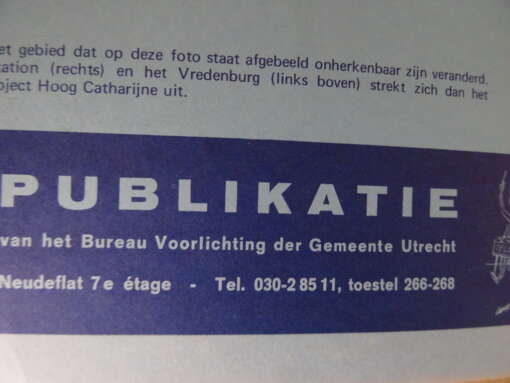 et gebied dat op deze foto staat afgebeeld onherkenbaar zijn veranderd.
tation (rechts) en het Vredenburg (links boven) strekt zich dan het
oject Hoog Catharijne uit.
PUBLIKATIE
van het Bureau Voorlichting der Gemeente Utrecht
Neudeflat 7e étage - Tel. 030-2 85 11, toestel 266-268